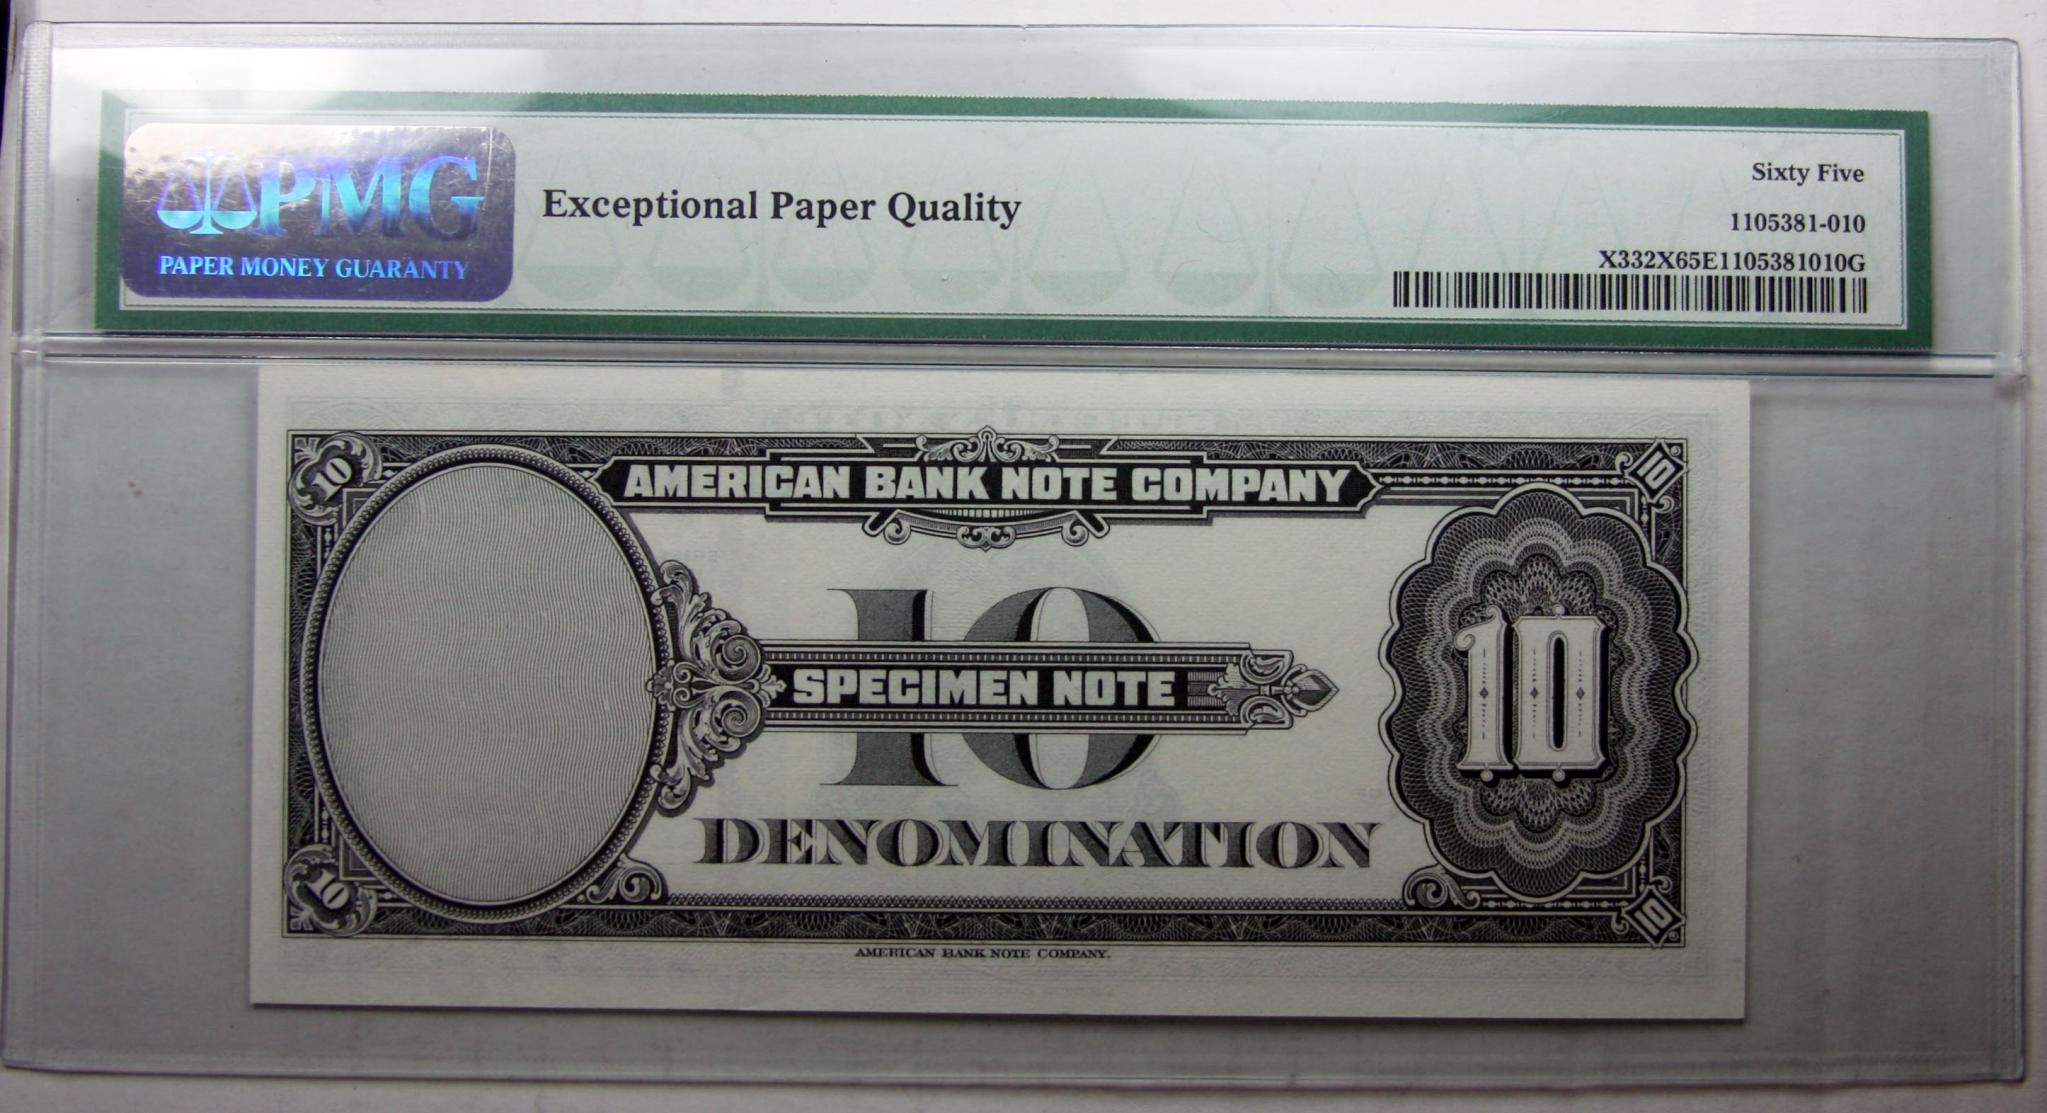 PMG
PAPER MONEY GUARANTY
Exceptional Paper Quality
Sixty Five
1105381-010
X332X65E1105381010G
10
10
AMERICAN BANK NOTE COMPANY
10
SPECIMEN NOTE
10
DENOMINATION
10
10
AMERICAN BANK NOTE COMPANY.